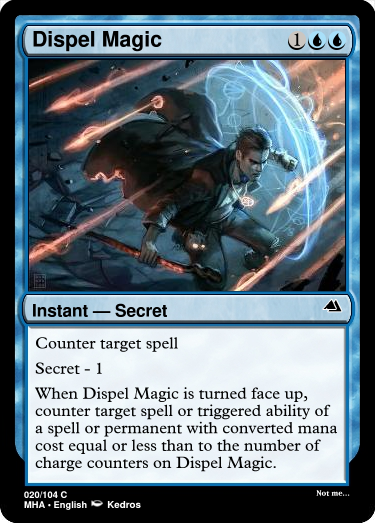 Dispel Magic 1
Instant — Secret
Counter target spell
Secret - 1
When Dispel Magic is turned face up,
counter target spell or triggered ability of
a spell or permanent with converted mana
cost equal or less than to the number of
charge counters on Dispel Magic.
020/104 C
Not me...
MHA • English Kedros